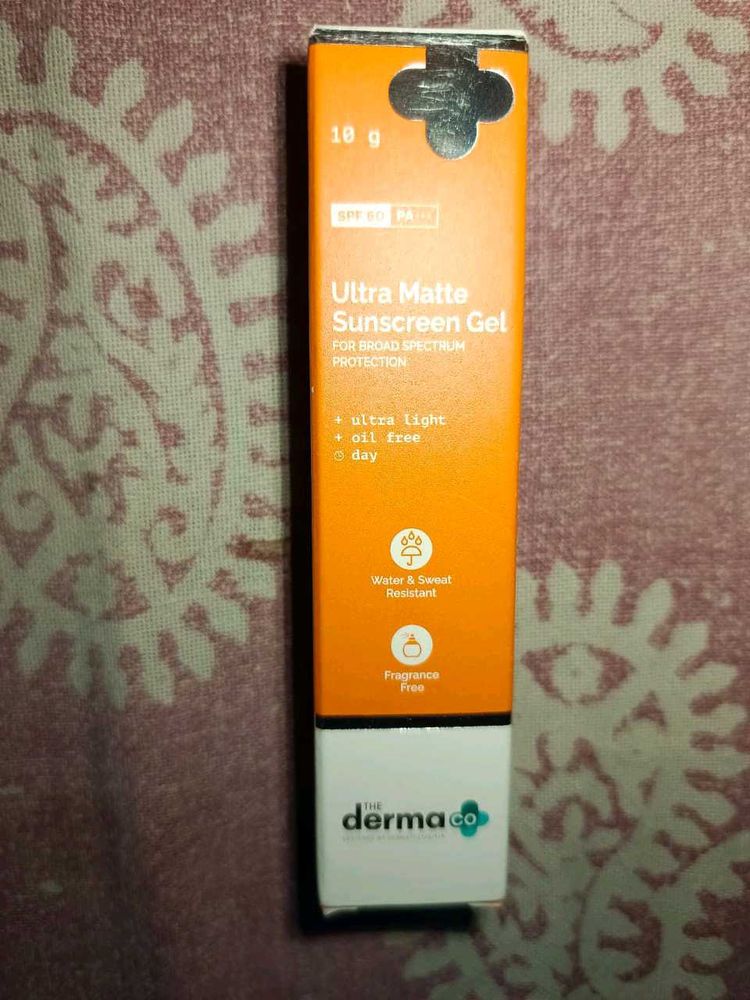 10 g
SPF 60 PA+++
Ultra Matte
Sunscreen Gel
FOR BROAD SPECTRUM
PROTECTION
+ ultra light
+ oil free
day
Water & Sweat
Resistant
Fragrance
Free
THE
derma co